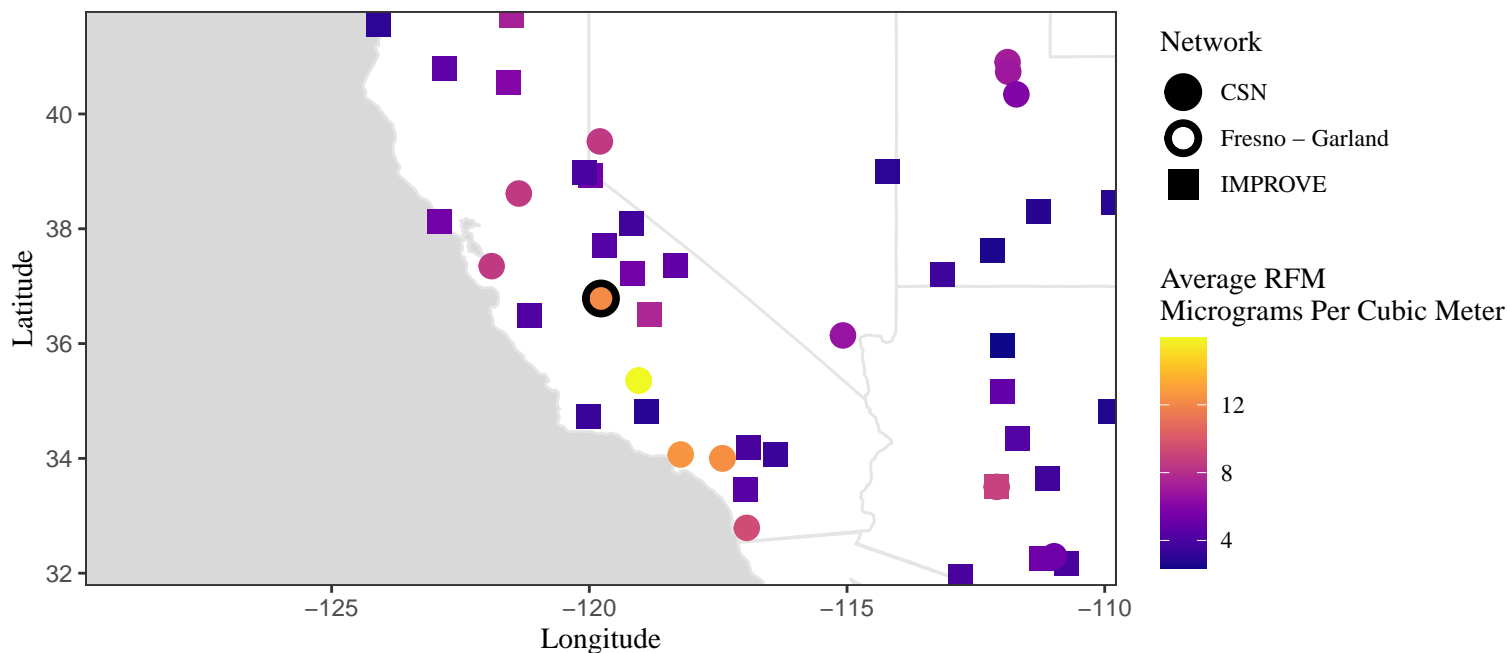 40
38
36
34
32
Latitude
−125
−120
−115
−110
Longitude
Network
CSN
Fresno − Garland
IMPROVE
Average RFM
Micrograms Per Cubic Meter
12
8
4